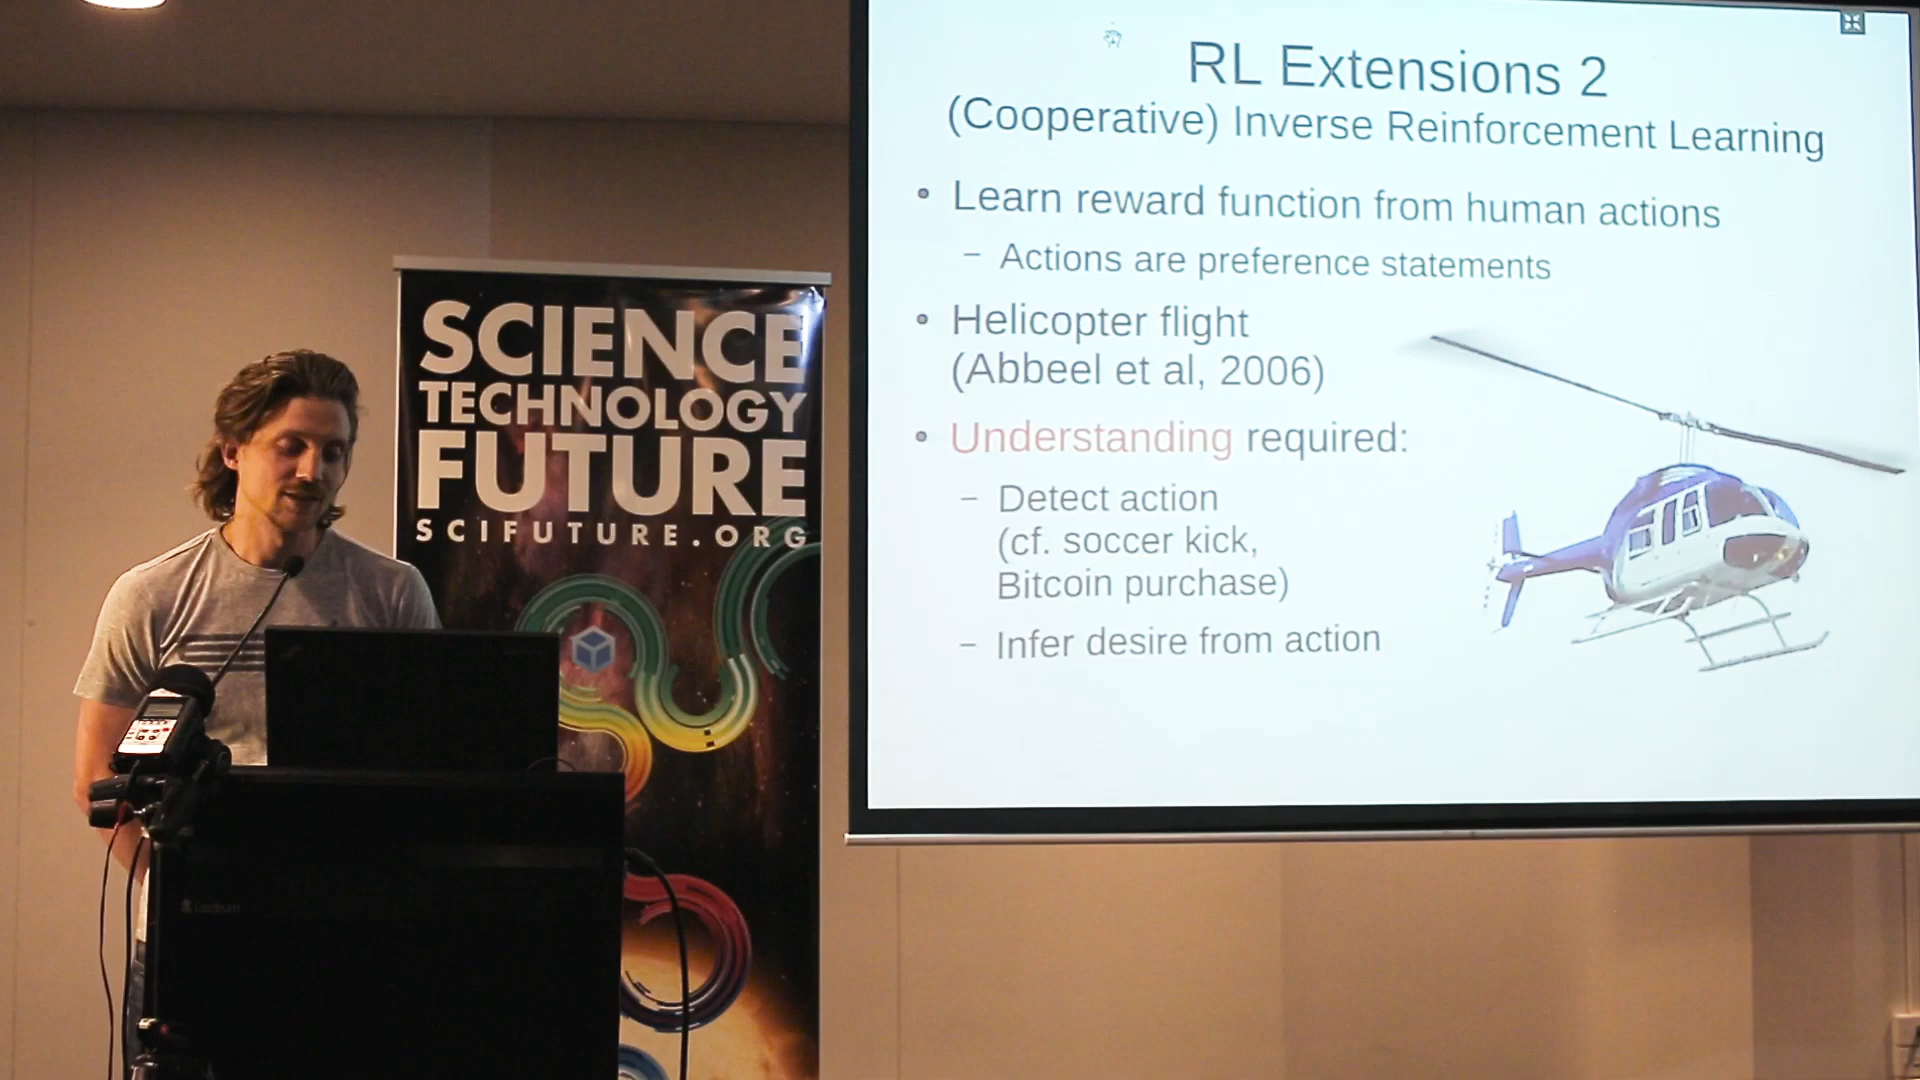 RL Extensions 2
(Cooperative) Inverse Reinforcement Learning
• Learn reward function from human actions
– Actions are preference statements
• Helicopter flight
(Abbeel et al, 2006)
• Understanding required:
– Detect action
(cf. soccer kick,
Bitcoin purchase)
– Infer desire from action
SCIENCE
TECHNOLOGY
FUTURE
SCIFUTURE.ORG